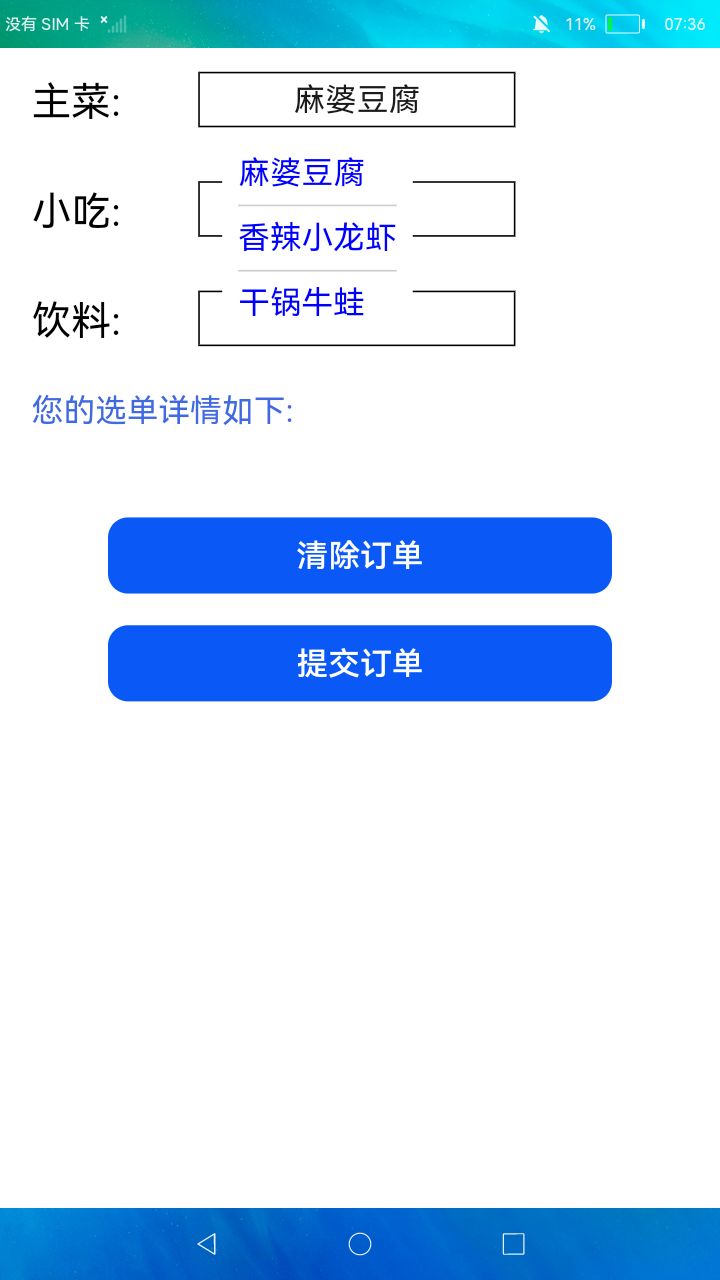 没有 SIM 卡
11%
07:36
主菜:
麻婆豆腐
小吃:
麻婆豆腐
香辣小龙虾
干锅牛蛙
饮料:
您的选单详情如下:
清除订单
提交订单